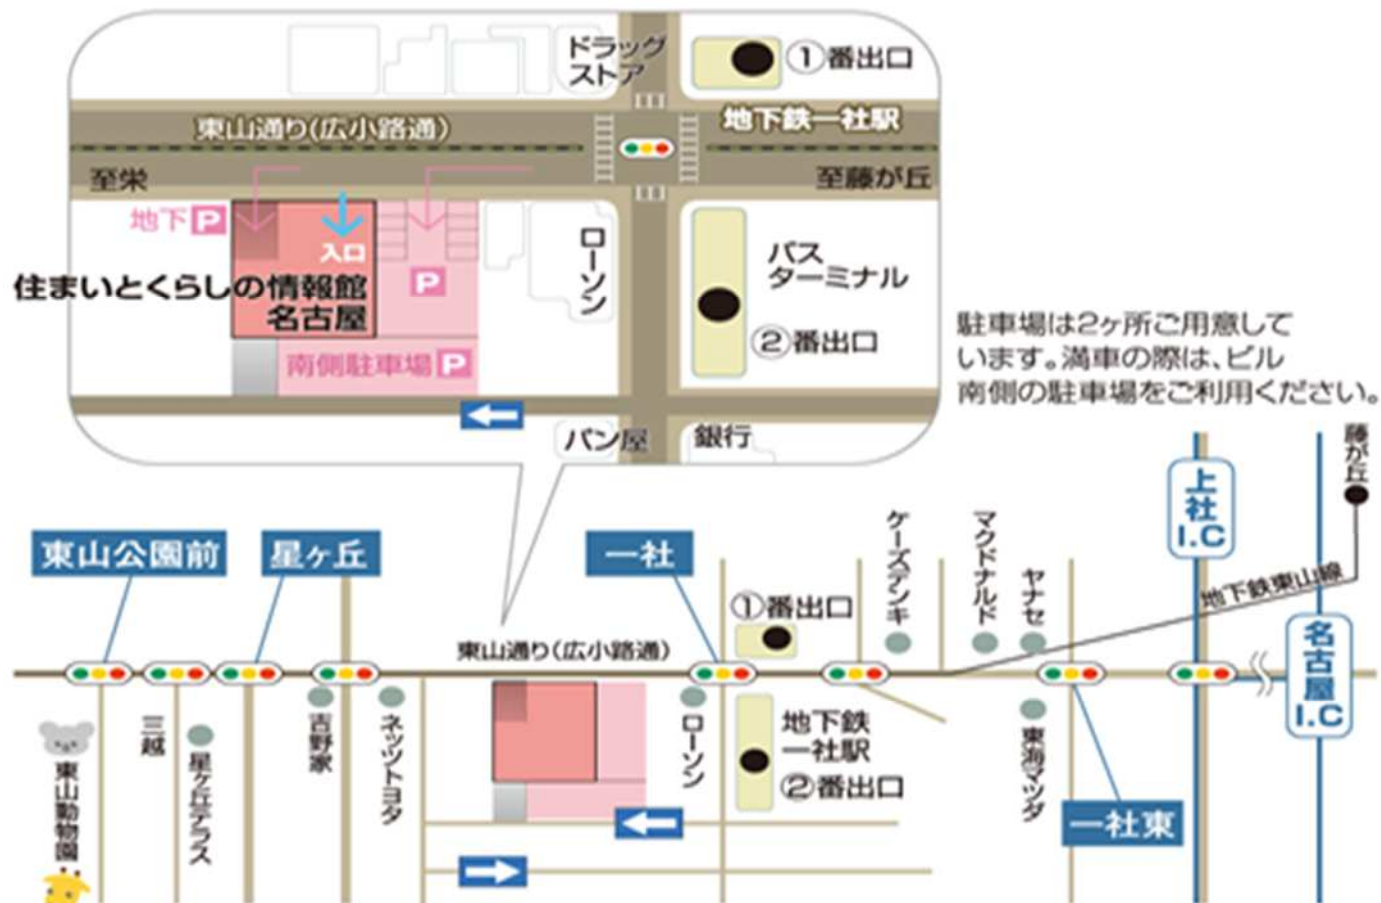 ドラッグ
ストア
①番出口
東山通り(広小路通)
地下鉄一社駅
至栄
至藤が丘
地下P
入口
住まいとくらしの情報館
名古屋
P
南側駐車場P
ローソン
バス
ターミナル
②番出口
パン屋
銀行
駐車場は2ヶ所ご用意して
います。満車の際は、ビル
南側の駐車場をご利用ください。
藤が丘
上社
I.C
地下鉄東山線
名古屋
I.C
東山公園前
星ヶ丘
一社
①番出口
ケーズデンキ
マクドナルド
ヤナセ
東山通り(広小路通)
東山動物園
三越
星ヶ丘テラス
吉野家
ネッツトヨタ
ローソン
地下鉄
一社駅
②番出口
東海マツダ
一社東